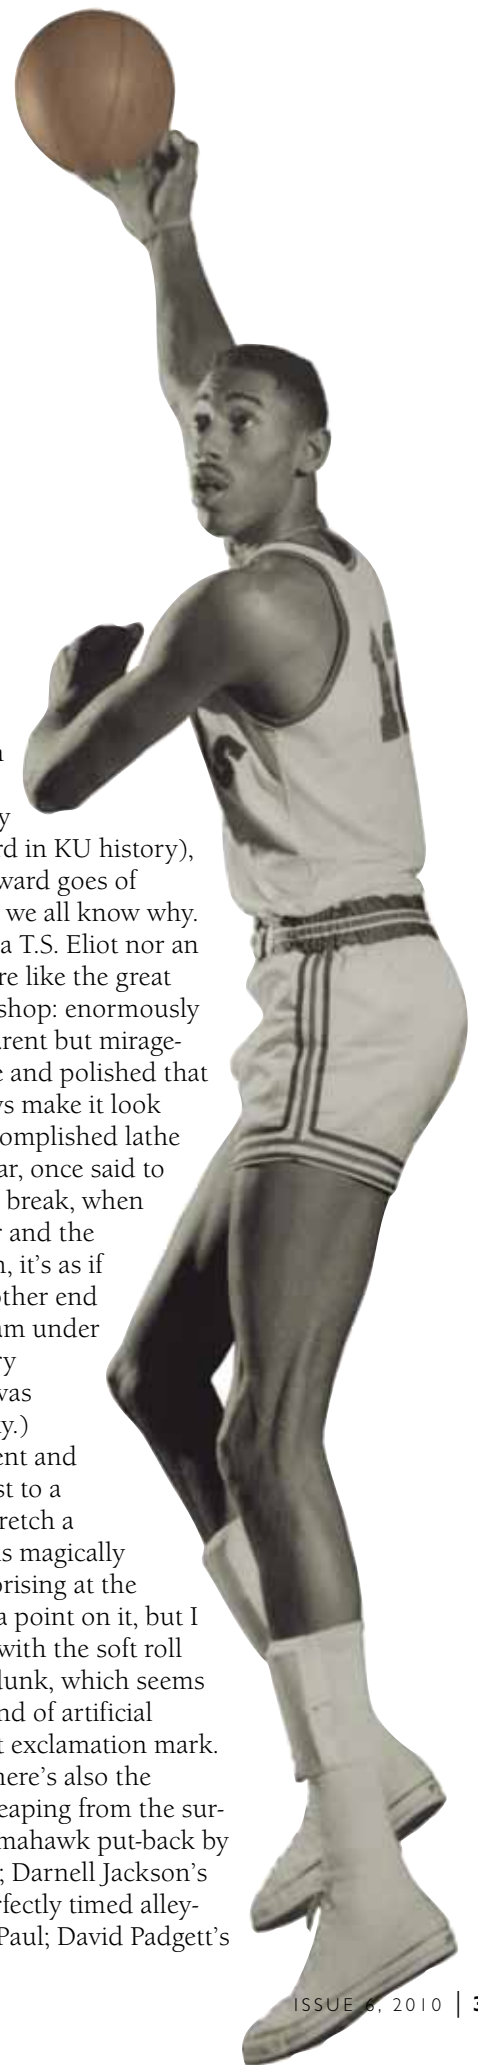 y
rd in KU history),
ward goes of
we all know why.
a T.S. Eliot nor an
re like the great
shop: enormously
arent but mirage-
e and polished that
ys make it look
omplished lathe
ar, once said to
break, when
r and the
n, it's as if
other end
am under
ry
was
y.)
ent and
st to a
retch a
is magically
prising at the
a point on it, but I
with the soft roll
dunk, which seems
nd of artificial
t exclamation mark.
here's also the
eaping from the sur-
mahawk put-back by
; Darnell Jackson's
rfectly timed alley-
Paul; David Padgett's
ISSUE 6, 2010 | 3